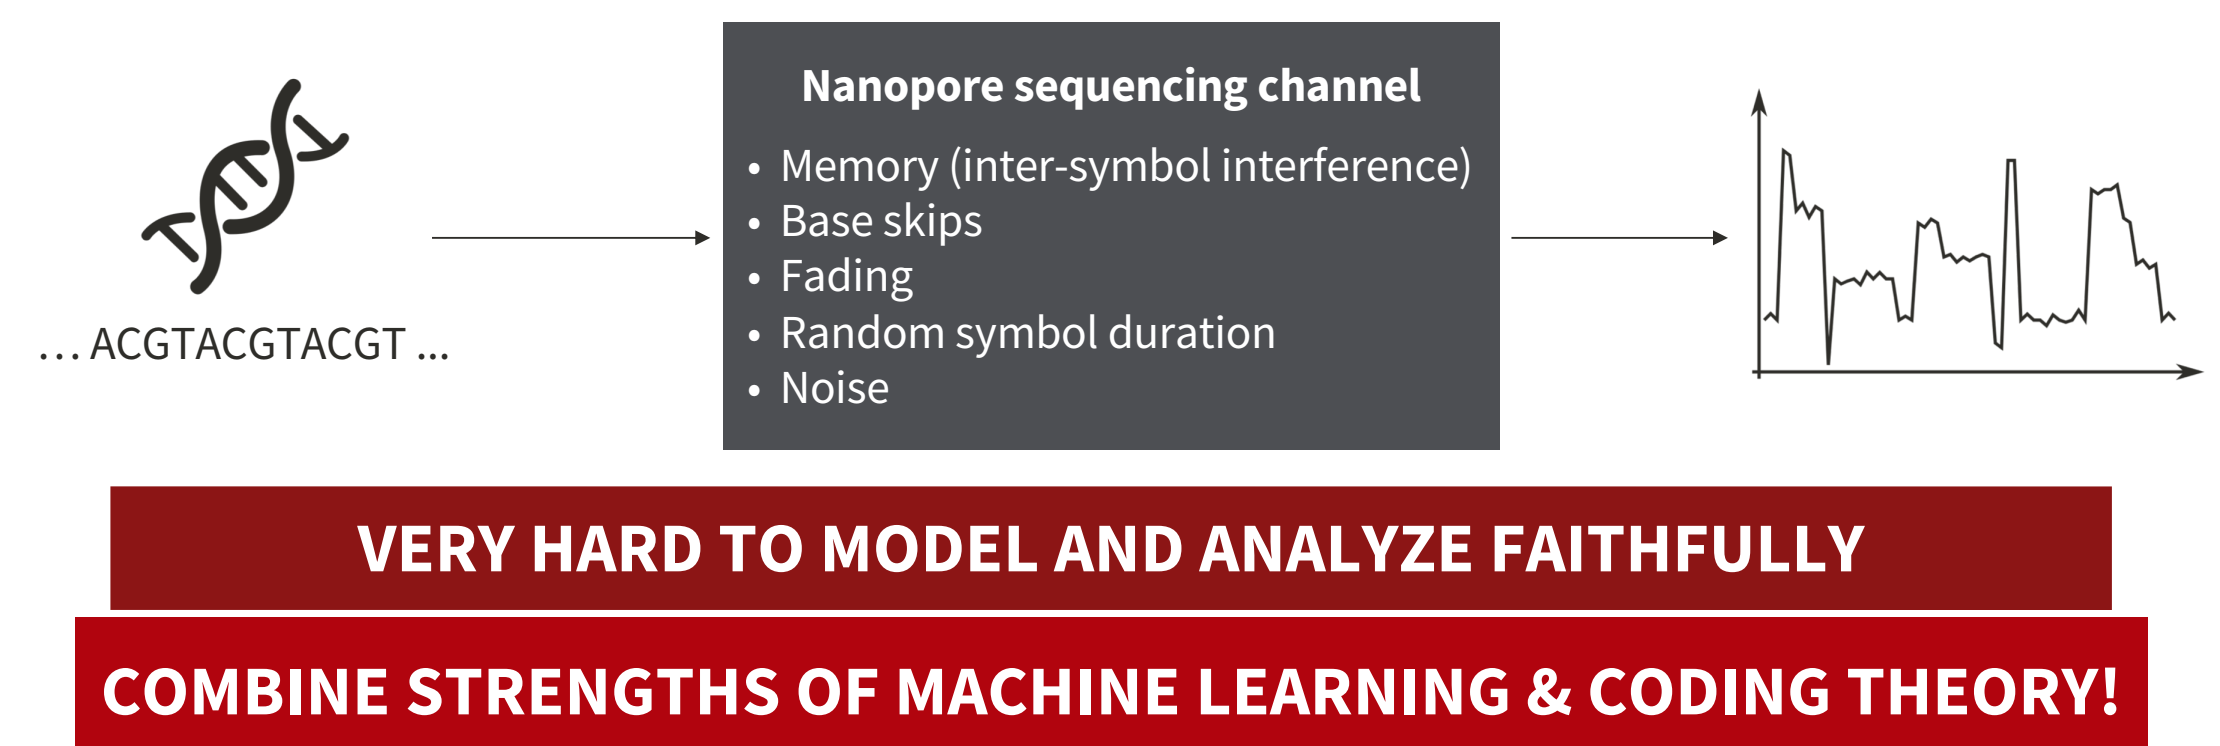 Nanopore sequencing channel
• Memory (inter-symbol interference)
• Base skips
• Fading
• Random symbol duration
• Noise
... ACGTACGTACGT ...
VERY HARD TO MODEL AND ANALYZE FAITHFULLY
COMBINE STRENGTHS OF MACHINE LEARNING & CODING THEORY!